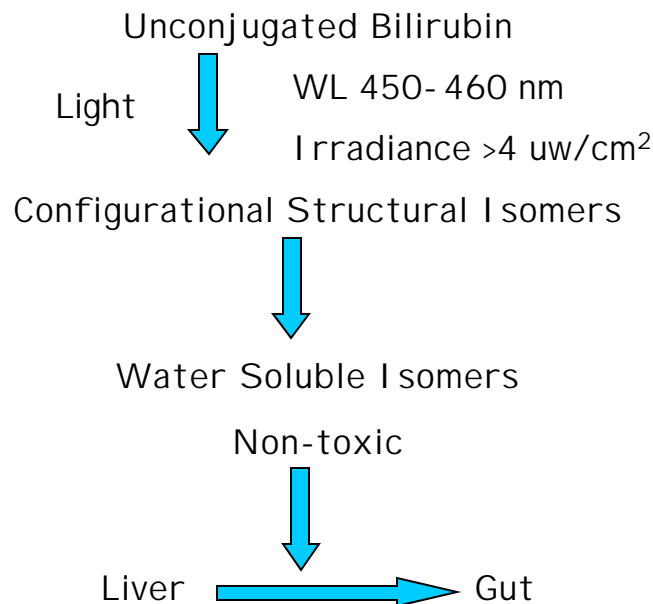 Unconjugated Bilirubin
Light
WL 450-460 nm
Irradiance >4 uw/cm²
Configurational Structural Isomers
Water Soluble Isomers
Non-toxic
Liver Gut